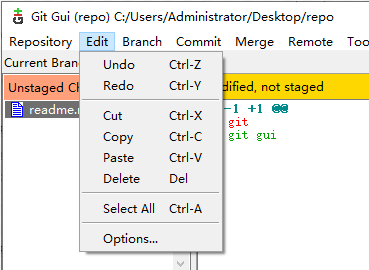 Git Gui (repo) C:/Users/Administrator/Desktop/repo
Repository Edit Branch Commit Merge Remote
Current Bran
Unstaged Ch dified, not staged
readme. -1 +1 @@
git
git gui
Undo Ctrl-Z
Redo Ctrl-Y
Cut Ctrl-X
Copy Ctrl-C
Paste Ctrl-V
Delete Del
Select All Ctrl-A
Options...